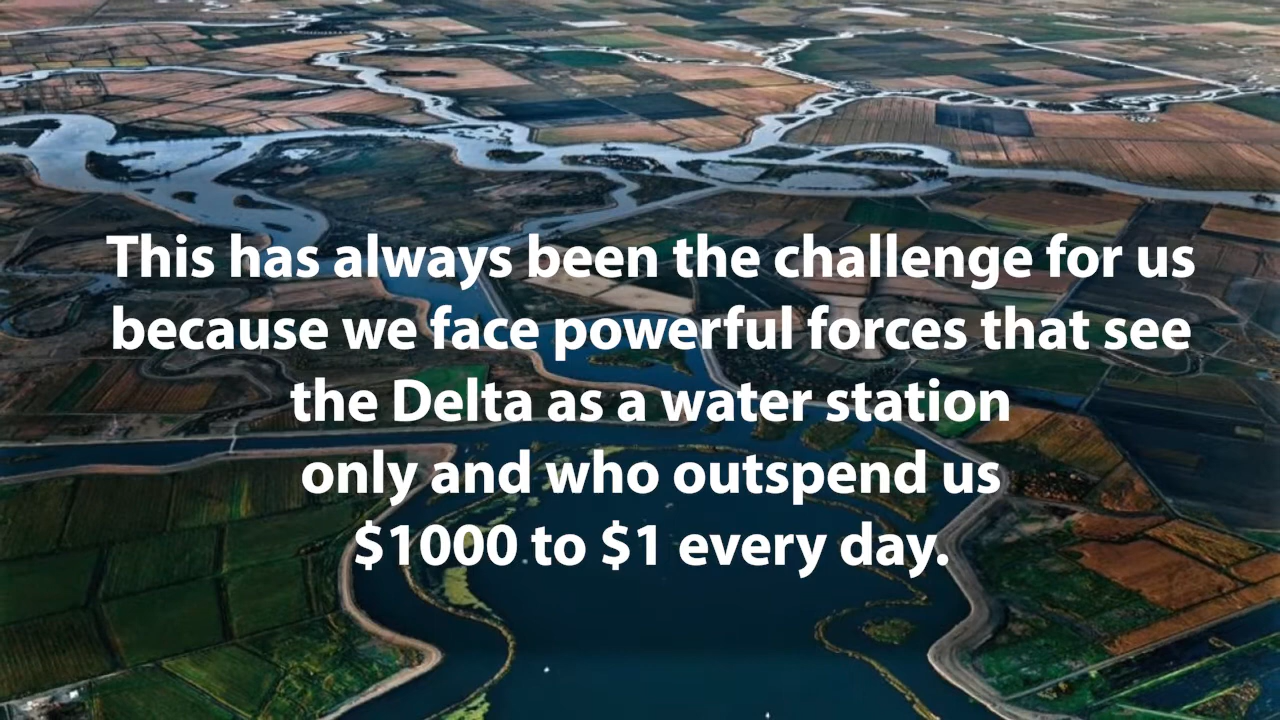 This has always been the challenge for us
because we face powerful forces that see
the Delta as a water station
only and who outspend us
$1000 to $1 every day.